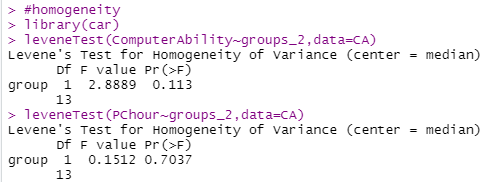 > #homogeneity
> library(car)
> leveneTest(ComputerAbility~groups_2,data=CA)
Levene's Test for Homogeneity of Variance (center = median)
      Df F value Pr(>F)
group  1  2.8889  0.113
      13
> leveneTest(PChour~groups_2,data=CA)
Levene's Test for Homogeneity of Variance (center = median)
      Df F value Pr(>F)
group  1  0.1512 0.7037
      13